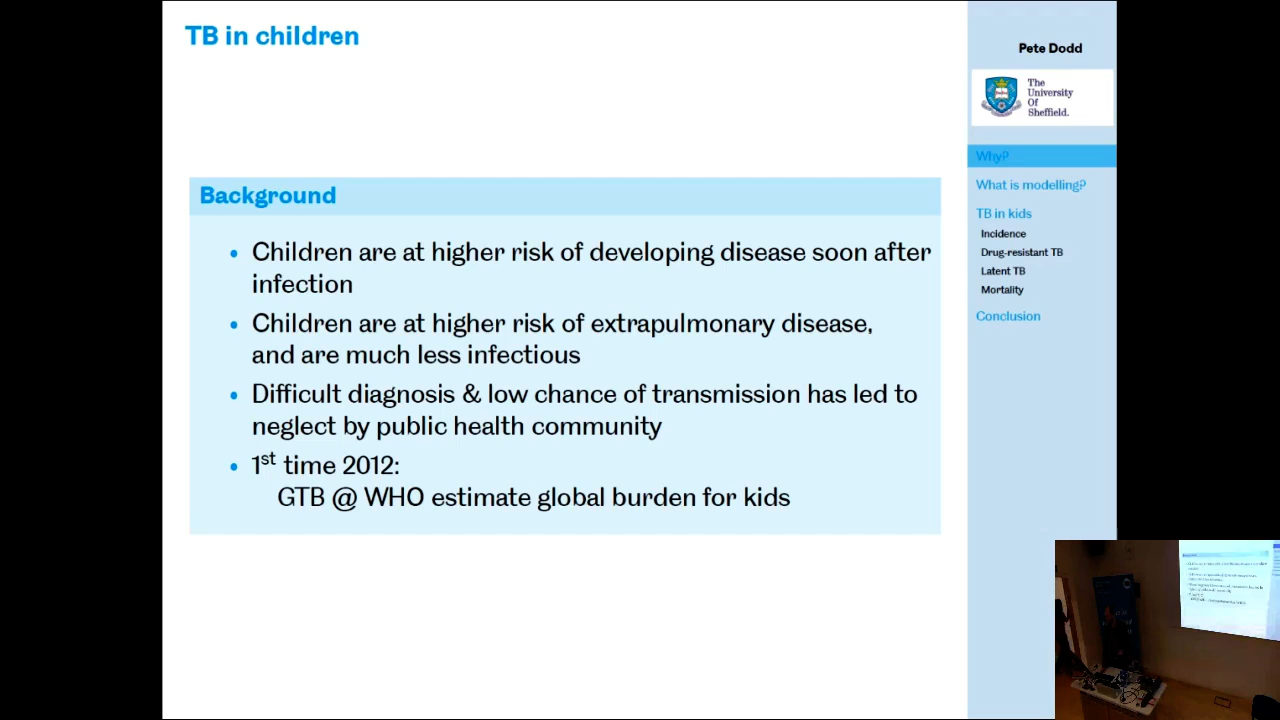 TB in children
Background
• Children are at higher risk of developing disease soon after
infection
• Children are at higher risk of extrapulmonary disease,
and are much less infectious
• Difficult diagnosis & low chance of transmission has led to
neglect by public health community
• 1st time 2012:
GTB @ WHO estimate global burden for kids
Pete Dodd
The
University
Of
Sheffield.
Why?
What is modelling?
TB in kids
Incidence
Drug-resistant TB
Latent TB
Mortality
Conclusion